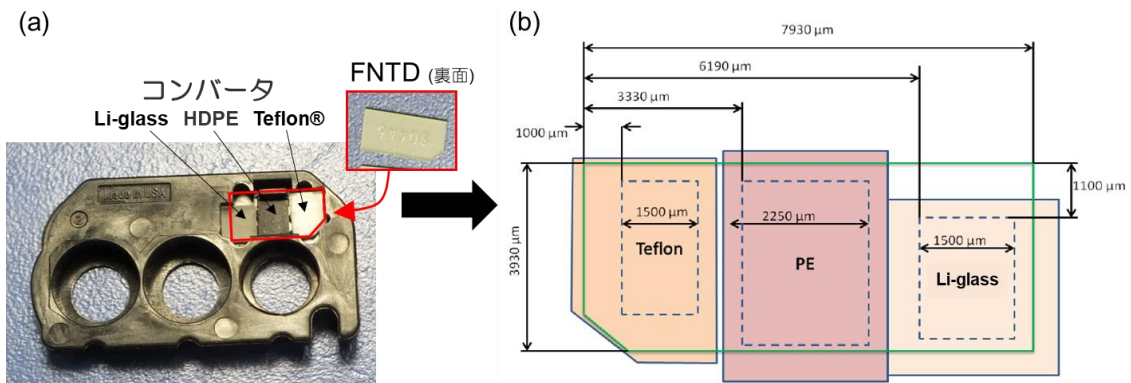 (a)
コンバータ
Li-glass HDPE Teflon®
FNTD (裏面)
Made in USA
(b)
7930 µm
6190 µm
3330 µm
1000 µm
1100 µm
1500 µm
2250 µm
1500 µm
3930 µm
Teflon
PE
Li-glass